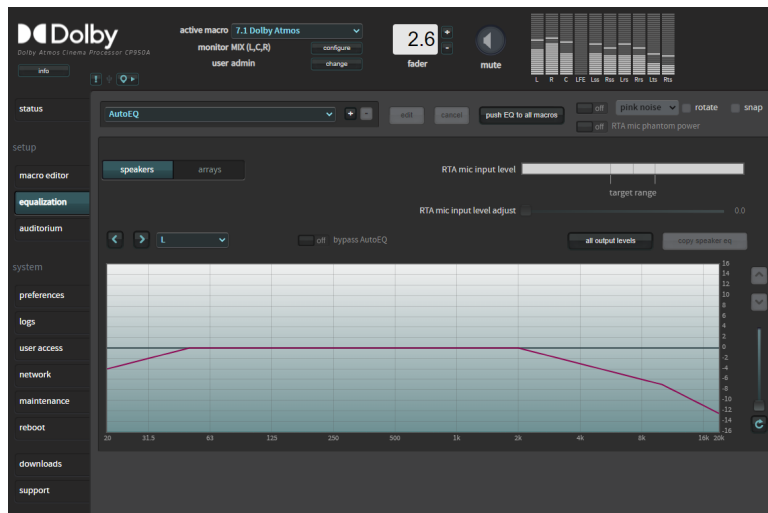 Dolby
Dolby Atmos Cinema Processor CP950A
info
active macro 7.1 Dolby Atmos
monitor MIX (L,C,R) configure
user admin change
2.6 + -
fader
mute
L R C LFE Lss Rss Lrs Rrs Lts Rts
status
setup
macro editor
equalization
auditorium
system
preferences
logs
user access
network
maintenance
reboot
downloads
support
AutoEQ + - edit cancel push EQ to all macros
off pink noise rotate snap
off RTA mic phantom power
speakers arrays
RTA mic input level
target range
RTA mic input level adjust 0.0
L off bypass AutoEQ all output levels copy speaker eq
16
14
12
10
8
6
4
2
0
-2
-4
-6
-8
-10
-12
-14
-16
20 31.5 63 125 250 500 1k 2k 4k 8k 16k 20k